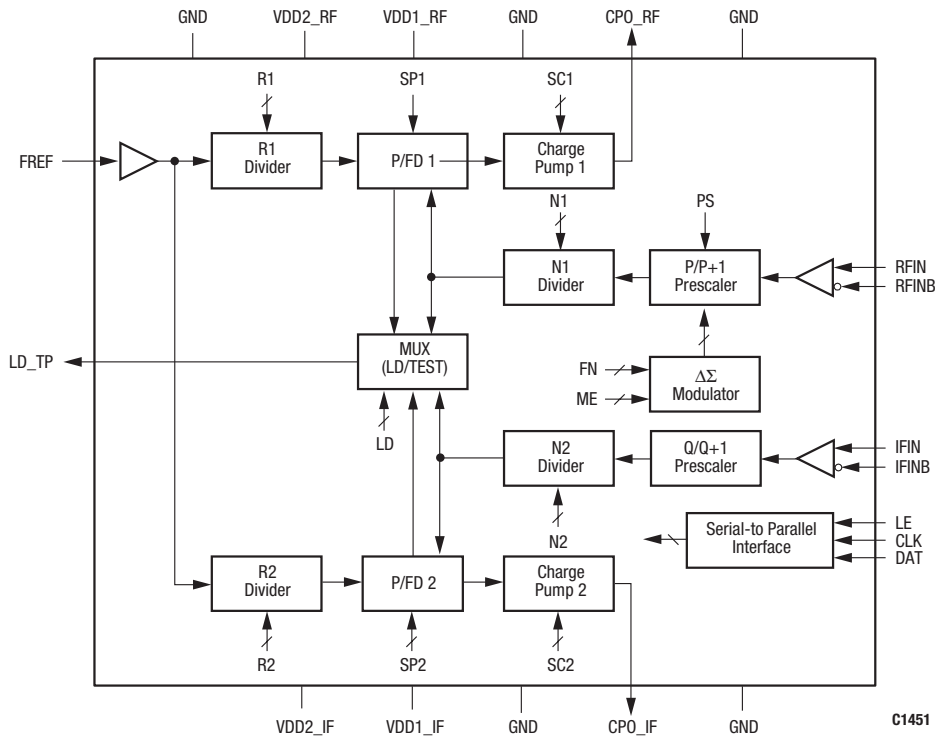 GND
VDD2_RF
VDD1_RF
GND
CPO_RF
GND
R1
SP1
SC1
FREF
R1
Divider
P/FD 1
Charge
Pump 1
N1
PS
N1
Divider
P/P+1
Prescaler
RFIN
RFINB
LD_TP
MUX
(LD/TEST)
FN
ME
ΔΣ
Modulator
LD
N2
Divider
Q/Q+1
Prescaler
IFIN
IFINB
N2
Serial-to Parallel
Interface
LE
CLK
DAT
R2
Divider
P/FD 2
Charge
Pump 2
R2
SP2
SC2
VDD2_IF
VDD1_IF
GND
CPO_IF
GND
C1451